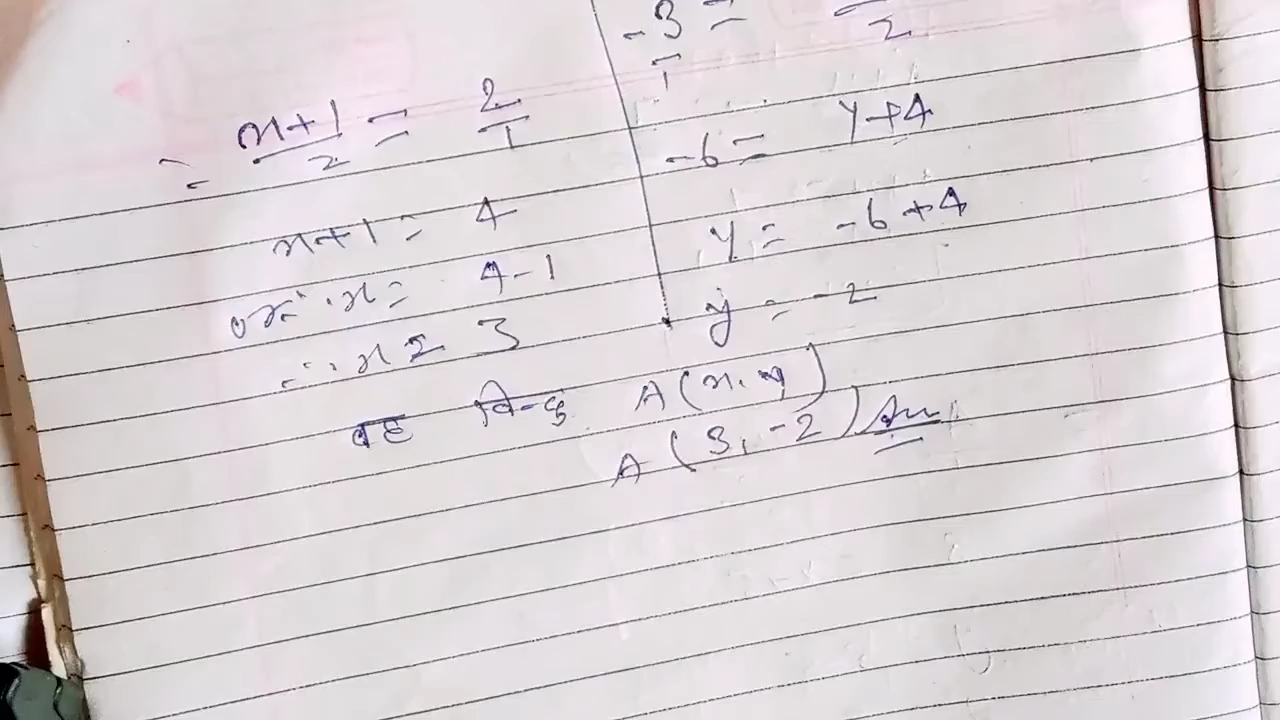 -3/1 = /2
= x+1/2 = 2/1
x+1 = 4
x = 4-1
∴ x = 3
-6 = y+4
y = -6+4
y = -2
वह बिन्दु A(x, y)
A(3, -2) Ans